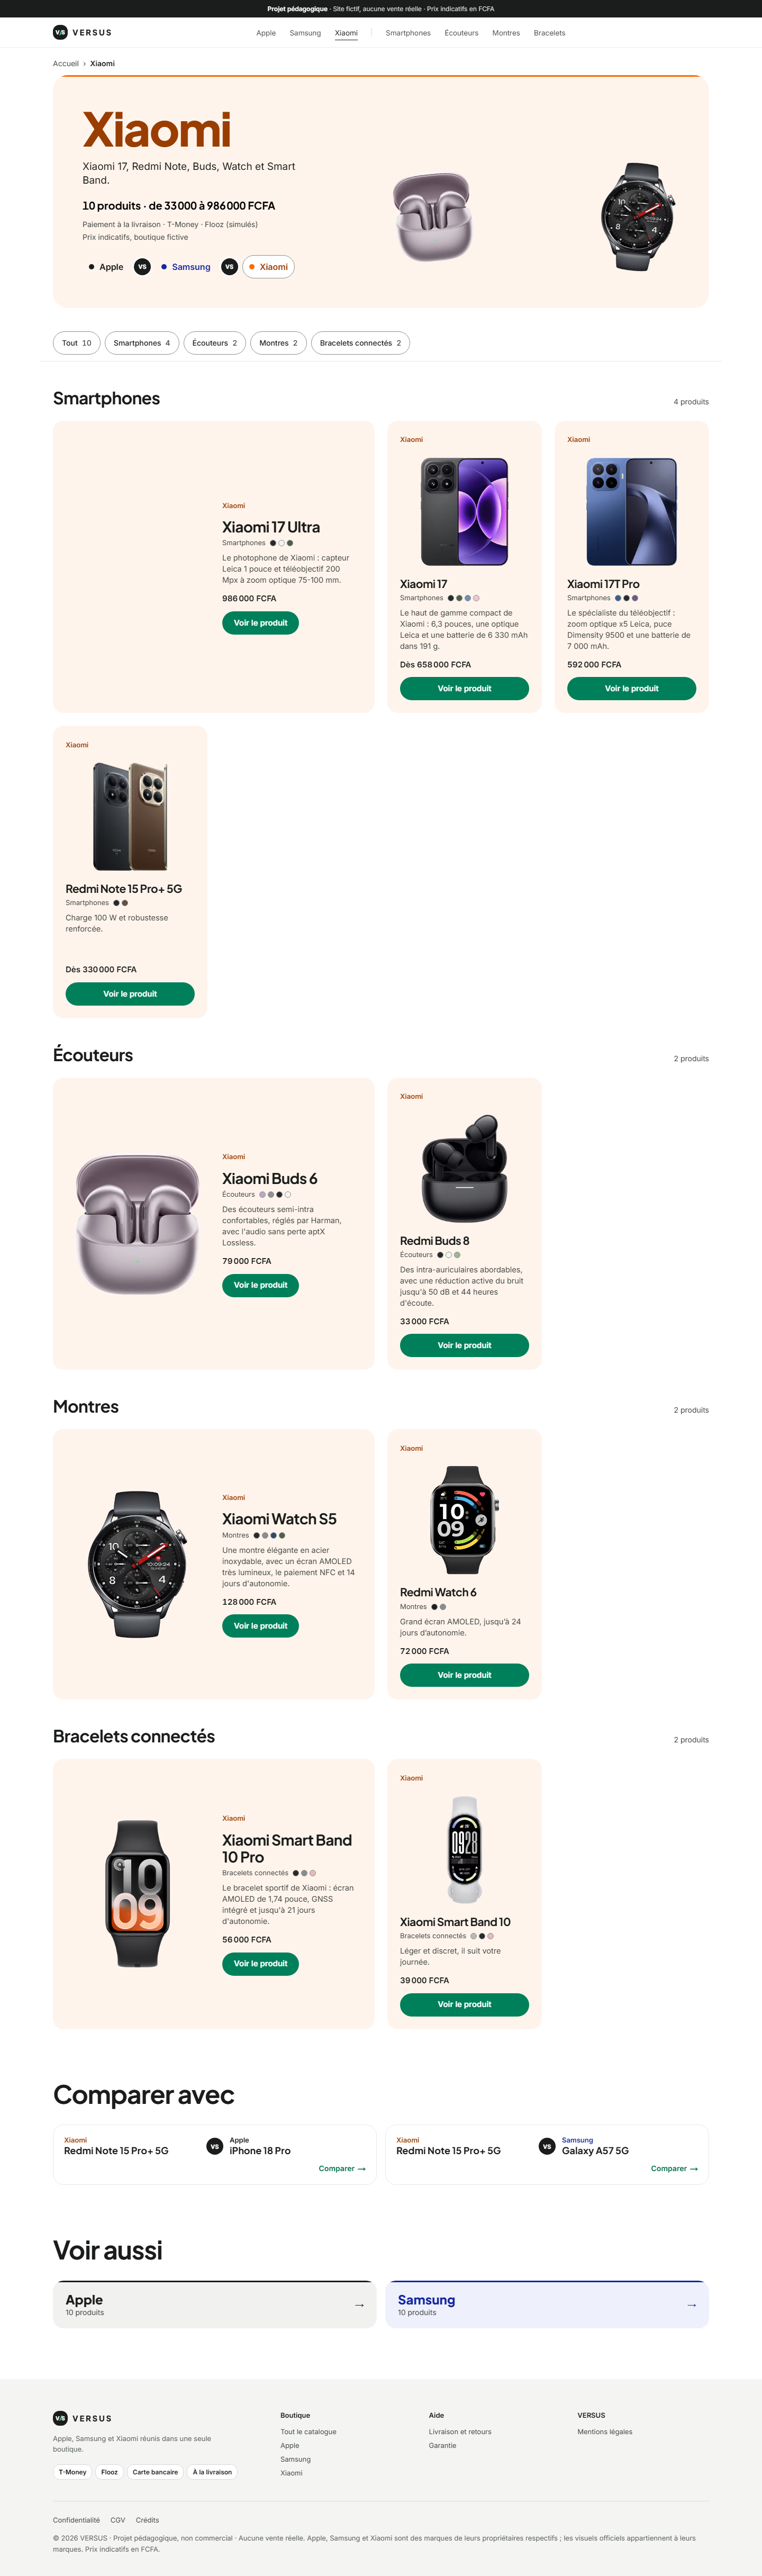 Projet pédagogique · Site fictif, aucune vente réelle · Prix indicatifs en FCFA
V/S VERSUS
Apple Samsung Xiaomi Smartphones Écouteurs Montres Bracelets
Accueil › Xiaomi
Xiaomi
Xiaomi 17, Redmi Note, Buds, Watch et Smart
Band.
10 produits · de 33 000 à 986 000 FCFA
Paiement à la livraison · T-Money · Flooz (simulés)
Prix indicatifs, boutique fictive
Apple VS Samsung VS Xiaomi
Tout 10 Smartphones 4 Écouteurs 2 Montres 2 Bracelets connectés 2
Smartphones
4 produits
Xiaomi
Xiaomi 17 Ultra
Smartphones
Le photophone de Xiaomi : capteur
Leica 1 pouce et téléobjectif 200
Mpx à zoom optique 75-100 mm.
986 000 FCFA
Voir le produit
Xiaomi
Xiaomi 17
Smartphones
Le haut de gamme compact de
Xiaomi : 6,3 pouces, une optique
Leica et une batterie de 6 330 mAh
dans 191 g.
Dès 658 000 FCFA
Voir le produit
Xiaomi
Xiaomi 17T Pro
Smartphones
Le spécialiste du téléobjectif :
zoom optique x5 Leica, puce
Dimensity 9500 et une batterie de
7 000 mAh.
592 000 FCFA
Voir le produit
Xiaomi
Redmi Note 15 Pro+ 5G
Smartphones
Charge 100 W et robustesse
renforcée.
Dès 330 000 FCFA
Voir le produit
Écouteurs
2 produits
Xiaomi
Xiaomi Buds 6
Écouteurs
Des écouteurs semi-intra
confortables, réglés par Harman,
avec l'audio sans perte aptX
Lossless.
79 000 FCFA
Voir le produit
Xiaomi
Redmi Buds 8
Écouteurs
Des intra-auriculaires abordables,
avec une réduction active du bruit
jusqu'à 50 dB et 44 heures
d'écoute.
33 000 FCFA
Voir le produit
Montres
2 produits
Xiaomi
Xiaomi Watch S5
Montres
Une montre élégante en acier
inoxydable, avec un écran AMOLED
très lumineux, le paiement NFC et 14
jours d'autonomie.
128 000 FCFA
Voir le produit
Xiaomi
10
09
Redmi Watch 6
Montres
Grand écran AMOLED, jusqu'à 24
jours d'autonomie.
72 000 FCFA
Voir le produit
Bracelets connectés
2 produits
10
09
Xiaomi
Xiaomi Smart Band
10 Pro
Bracelets connectés
Le bracelet sportif de Xiaomi : écran
AMOLED de 1,74 pouce, GNSS
intégré et jusqu'à 21 jours
d'autonomie.
56 000 FCFA
Voir le produit
Xiaomi
0928
Xiaomi Smart Band 10
Bracelets connectés
Léger et discret, il suit votre
journée.
39 000 FCFA
Voir le produit
Comparer avec
Xiaomi
Redmi Note 15 Pro+ 5G
VS
Apple
iPhone 18 Pro
Comparer →
Xiaomi
Redmi Note 15 Pro+ 5G
VS
Samsung
Galaxy A57 5G
Comparer →
Voir aussi
Apple
10 produits
→
Samsung
10 produits
→
V/S VERSUS
Apple, Samsung et Xiaomi réunis dans une seule
boutique.
T-Money Flooz Carte bancaire À la livraison
Boutique
Tout le catalogue
Apple
Samsung
Xiaomi
Aide
Livraison et retours
Garantie
VERSUS
Mentions légales
Confidentialité CGV Crédits
© 2026 VERSUS · Projet pédagogique, non commercial · Aucune vente réelle. Apple, Samsung et Xiaomi sont des marques de leurs propriétaires respectifs ; les visuels officiels appartiennent à leurs
marques. Prix indicatifs en FCFA.